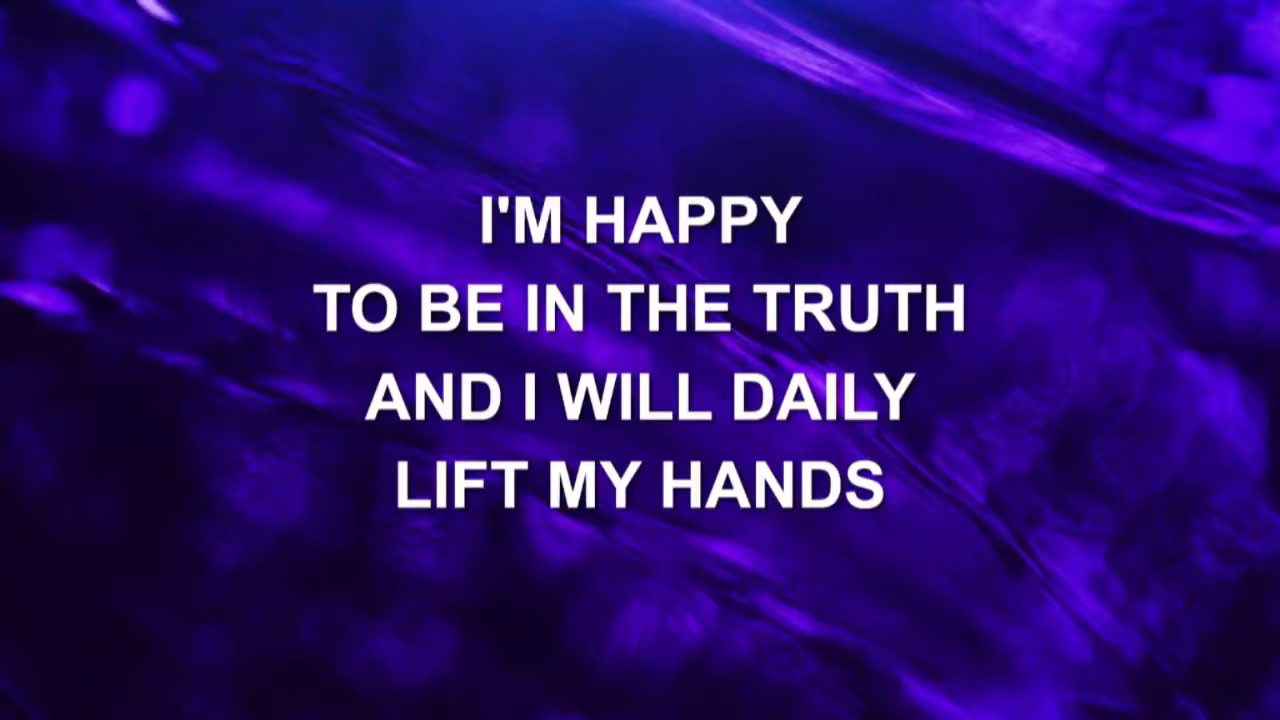 I'M HAPPY
TO BE IN THE TRUTH
AND I WILL DAILY
LIFT MY HANDS